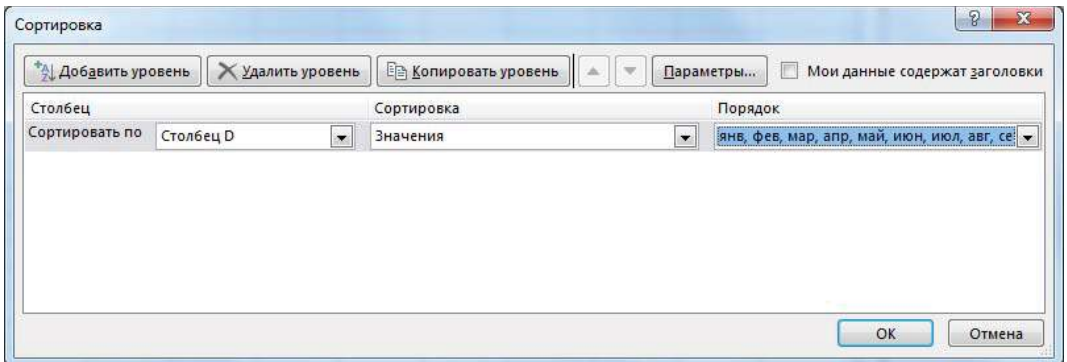 Сортировка
Добавить уровень Удалить уровень Копировать уровень Параметры... Мои данные содержат заголовки
Столбец Сортировка Порядок
Сортировать по Столбец D Значения янв, фев, мар, апр, май, июн, июл, авг, се
ОК Отмена